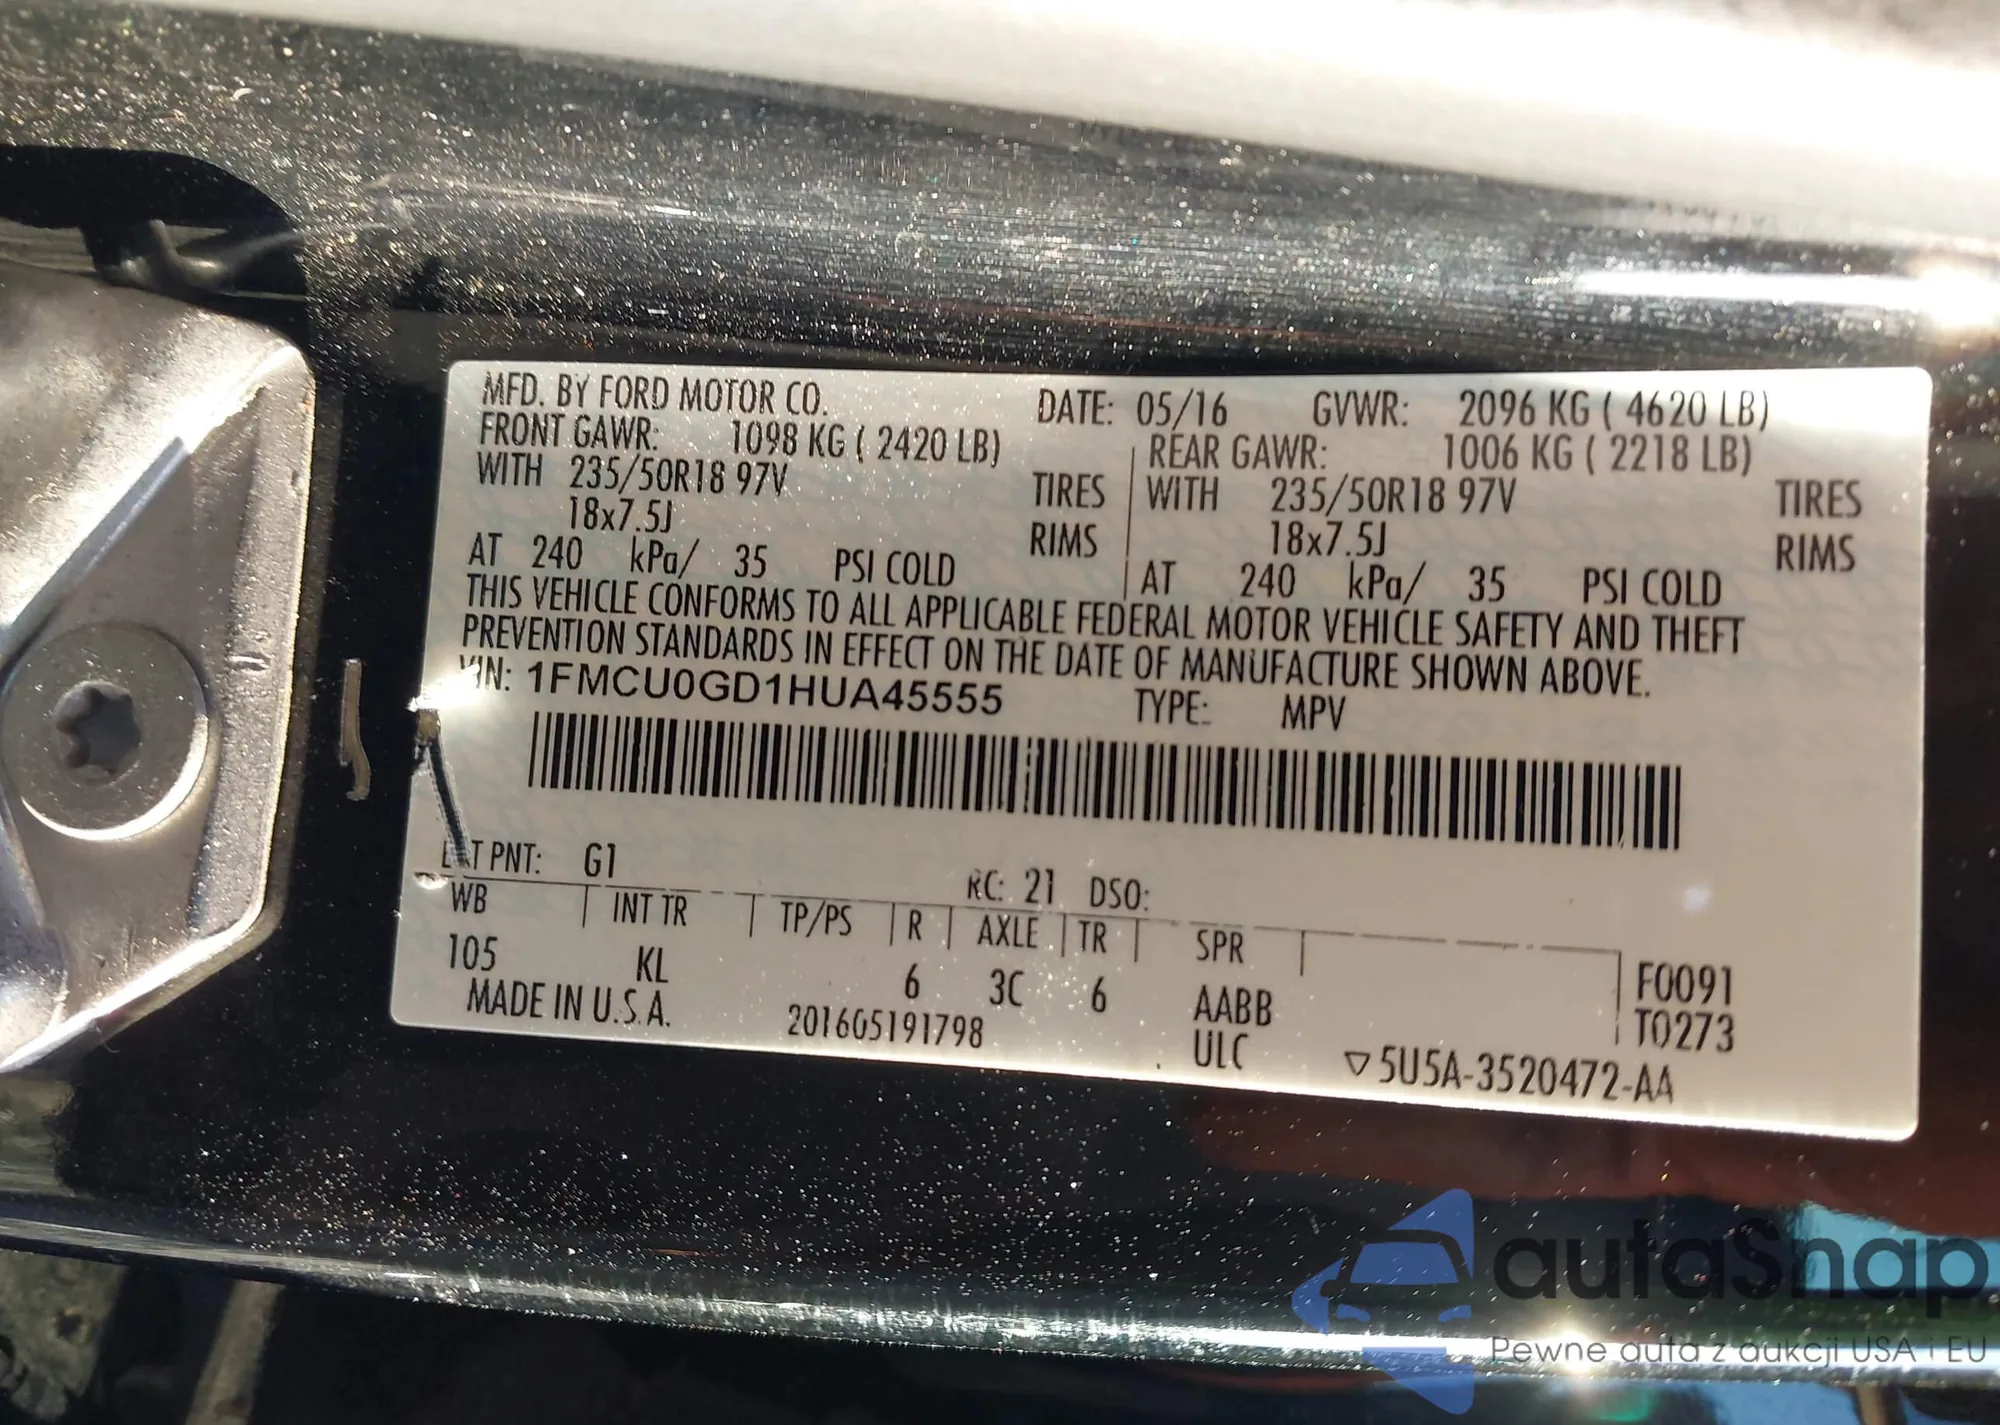 MFD. BY FORD MOTOR CO. DATE: 05/16 GVWR: 2096 KG ( 4620 LB)
FRONT GAWR: 1098 KG ( 2420 LB) REAR GAWR: 1006 KG ( 2218 LB)
WITH 235/50R18 97V TIRES WITH 235/50R18 97V TIRES
18x7.5J RIMS 18x7.5J RIMS
AT 240 kPa/ 35 PSI COLD AT 240 kPa/ 35 PSI COLD
THIS VEHICLE CONFORMS TO ALL APPLICABLE FEDERAL MOTOR VEHICLE SAFETY AND THEFT
PREVENTION STANDARDS IN EFFECT ON THE DATE OF MANUFACTURE SHOWN ABOVE.
VIN: 1FMCU0GD1HUA45555 TYPE: MPV
EXT PNT: G1 RC: 21 DSO:
WB INT TR TP/PS R AXLE TR SPR
105 KL 6 3C 6 AABB F0091
MADE IN U.S.A. 201605191798 ULC T0273
▽5U5A-3520472-AA
autaSnap
Pewne auta z aukcji USA i EU